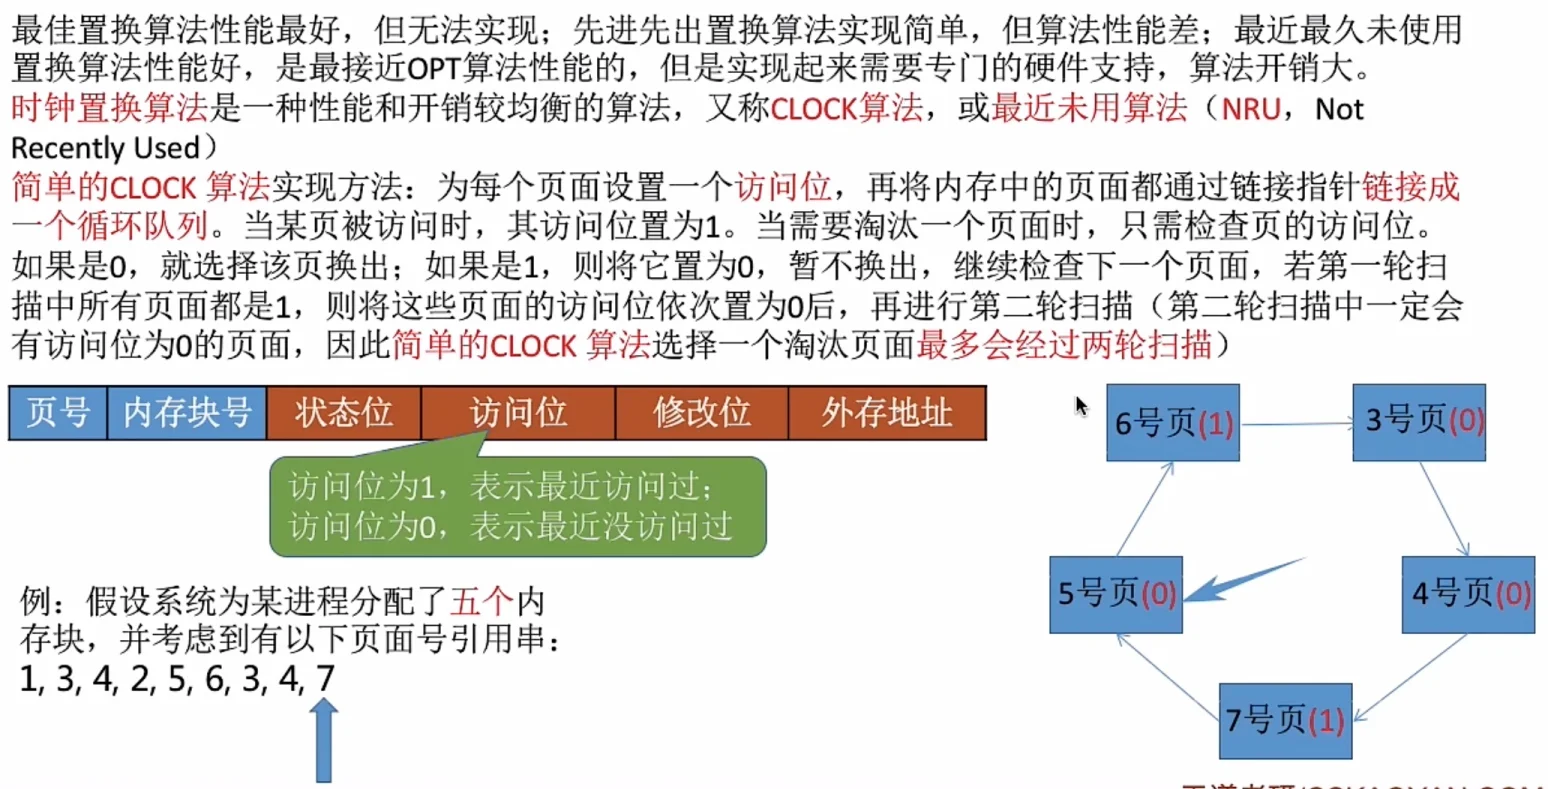 最佳置换算法性能最好，但无法实现；先进先出置换算法实现简单，但算法性能差；最近最久未使用
置换算法性能好，是最接近OPT算法性能的，但是实现起来需要专门的硬件支持，算法开销大。
时钟置换算法是一种性能和开销较均衡的算法，又称CLOCK算法，或最近未用算法（NRU，Not
Recently Used）
简单的CLOCK 算法实现方法：为每个页面设置一个访问位，再将内存中的页面都通过链接指针链接成
一个循环队列。当某页被访问时，其访问位置为1。当需要淘汰一个页面时，只需检查页的访问位。
如果是0，就选择该页换出；如果是1，则将它置为0，暂不换出，继续检查下一个页面，若第一轮扫
描中所有页面都是1，则将这些页面的访问位依次置为0后，再进行第二轮扫描（第二轮扫描中一定会
有访问位为0的页面，因此简单的CLOCK 算法选择一个淘汰页面最多会经过两轮扫描）
页号 内存块号 状态位 访问位 修改位 外存地址
访问位为1，表示最近访问过；
访问位为0，表示最近没访问过
例：假设系统为某进程分配了五个内
存块，并考虑到有以下页面号引用串：
1, 3, 4, 2, 5, 6, 3, 4, 7
6号页(1)
3号页(0)
5号页(0)
4号页(0)
7号页(1)